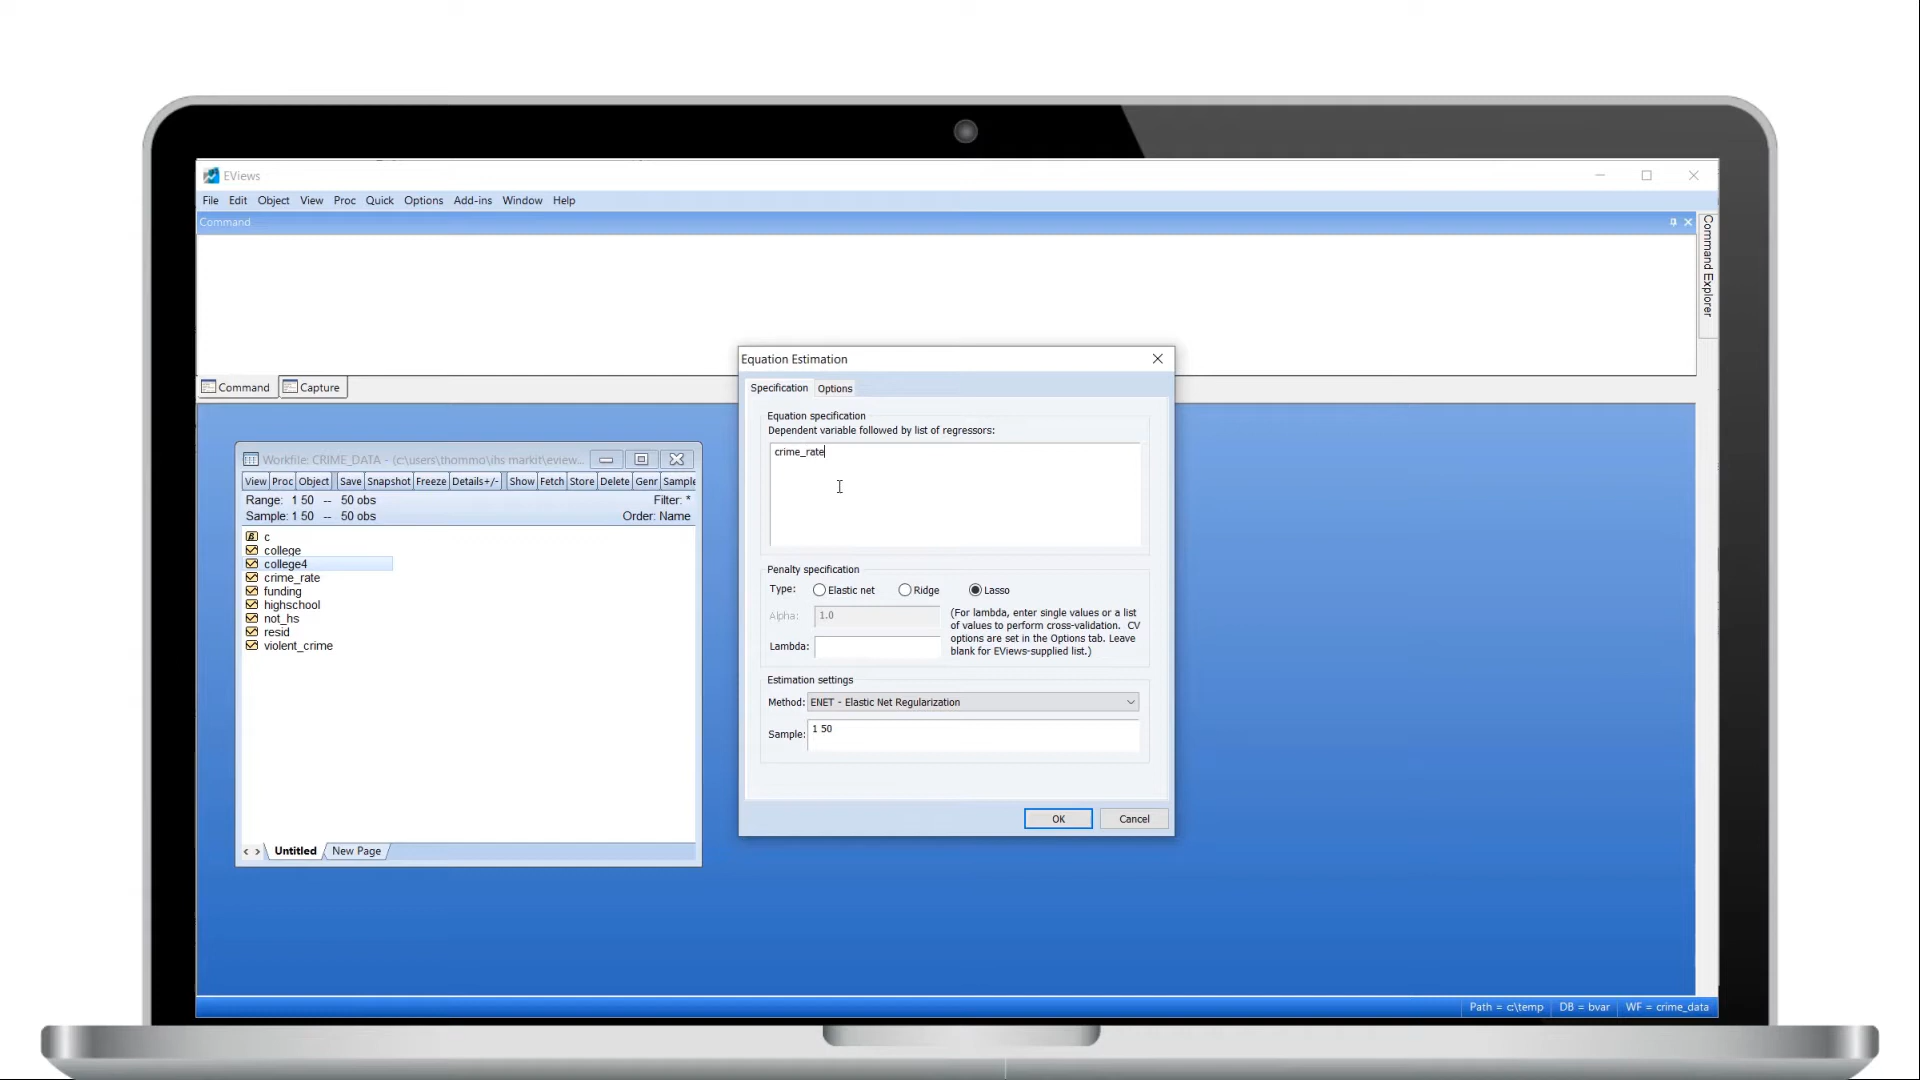 EViews
File Edit Object View Proc Quick Options Add-ins Window Help
Command
Command Explorer
Command Capture
Equation Estimation
Specification Options
Equation specification
Dependent variable followed by list of regressors:
crime_rate
Penalty specification
Type: Elastic net Ridge Lasso
Alpha: 1.0
Lambda:
(For lambda, enter single values or a list
of values to perform cross-validation. CV
options are set in the Options tab. Leave
blank for EViews-supplied list.)
Estimation settings
Method: ENET - Elastic Net Regularization
Sample: 1 50
OK Cancel
Workfile: CRIME_DATA - (c:\users\thommo\ihs markit\eview...
View Proc Object Save Snapshot Freeze Details+/- Show Fetch Store Delete Genr Sample
Range: 1 50 -- 50 obs Filter: *
Sample: 1 50 -- 50 obs Order: Name
c
college
college4
crime_rate
funding
highschool
not_hs
resid
violent_crime
< > Untitled New Page
Path = c:\temp DB = bvar WF = crime_data